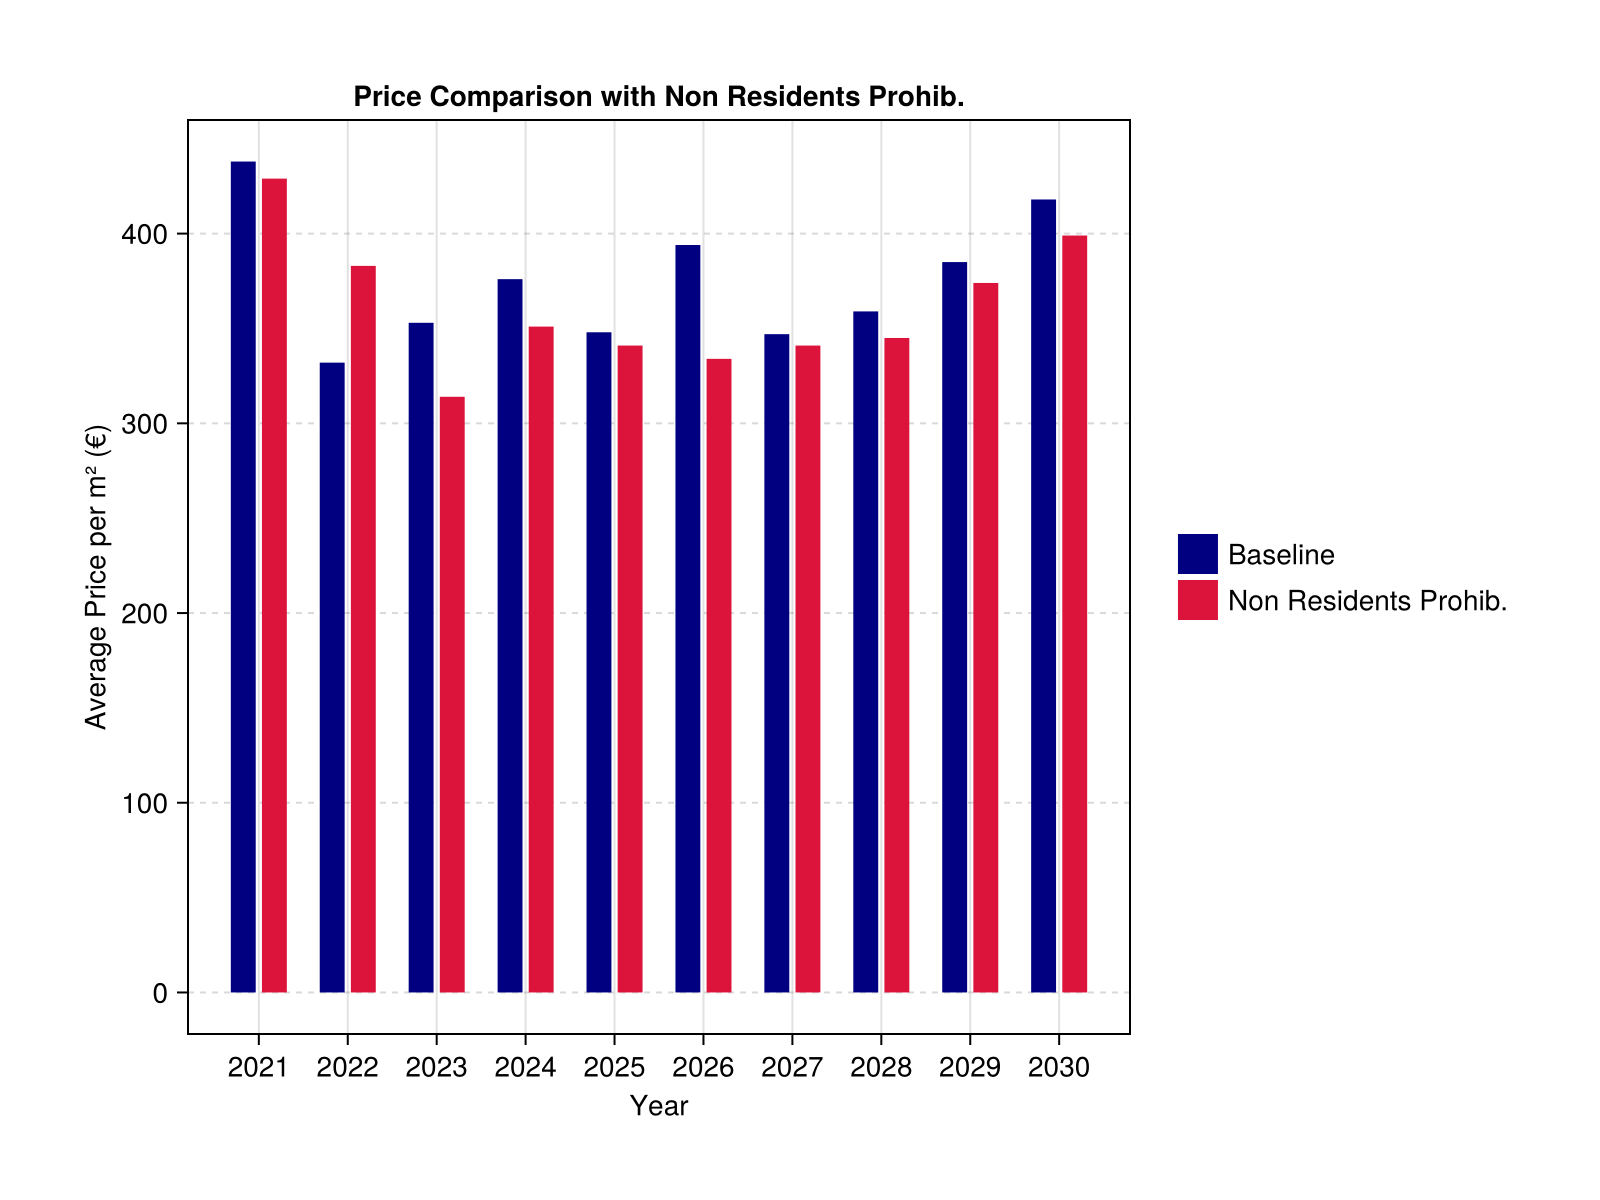 Price Comparison with Non Residents Prohib.
Average Price per m² (€)
400
300
200
100
0
2021 2022 2023 2024 2025 2026 2027 2028 2029 2030
Year
Baseline
Non Residents Prohib.